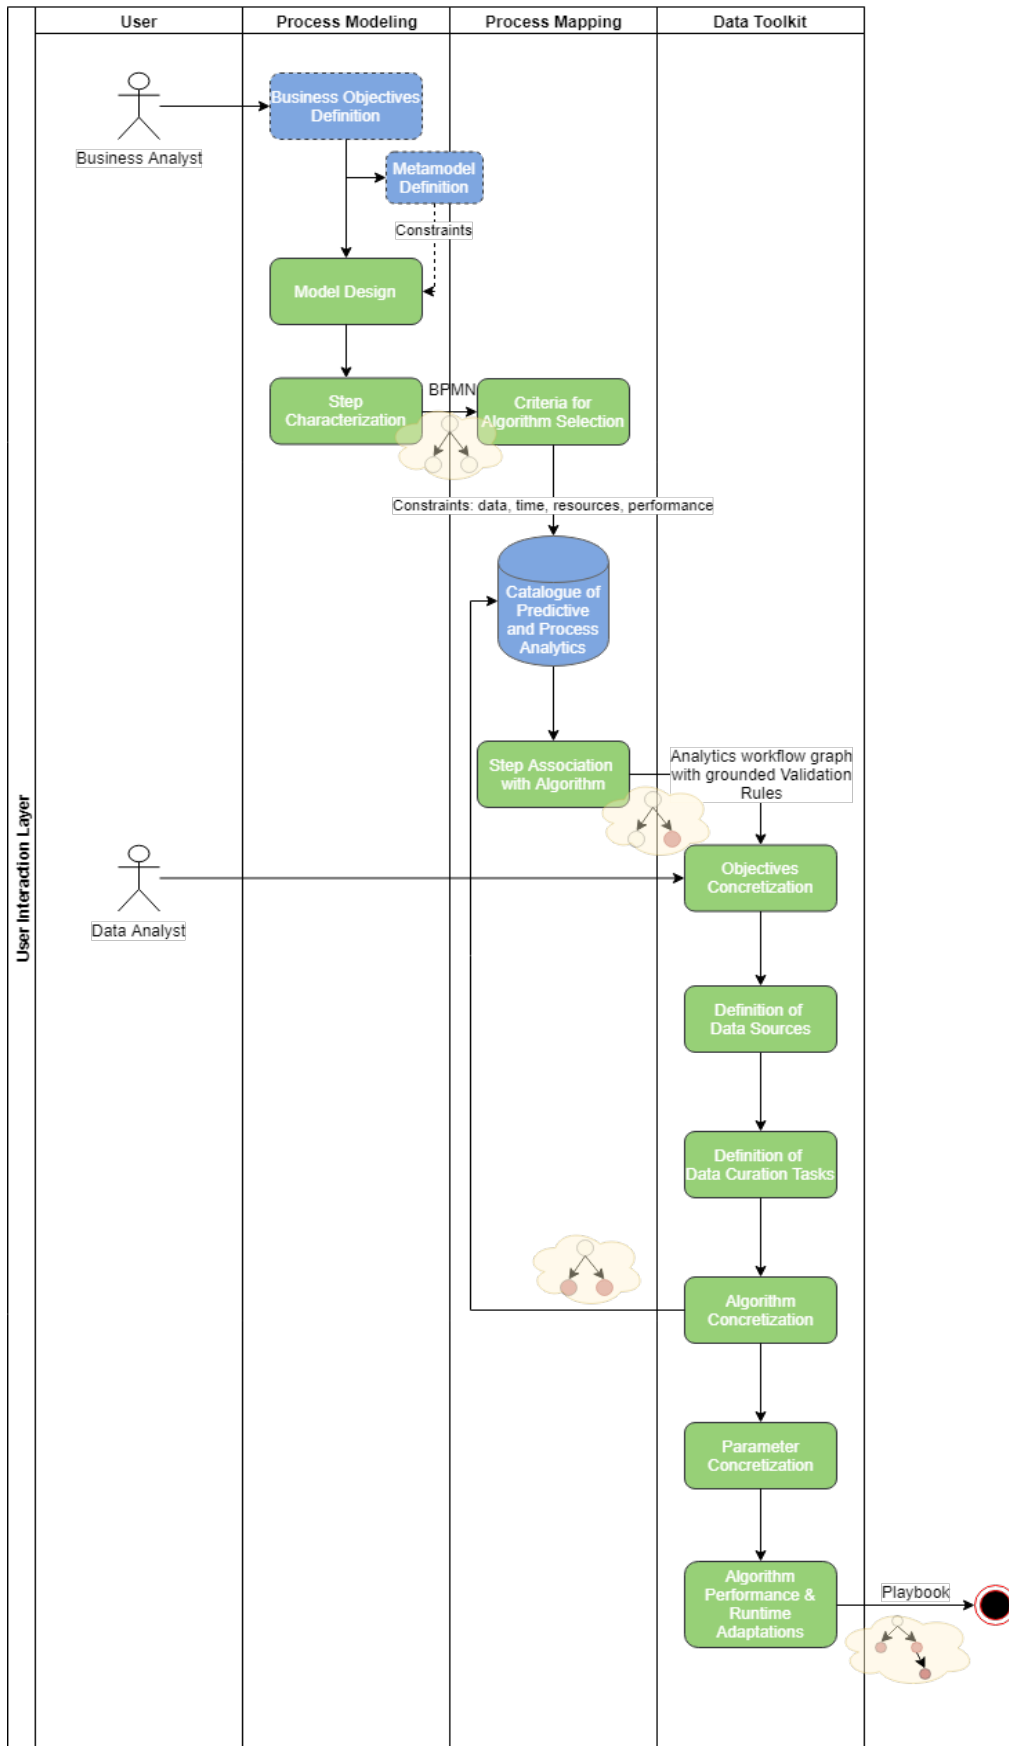 User
Process Modeling
Process Mapping
Data Toolkit
Business Objectives
Definition
Business Analyst
Metamodel
Definition
Constraints
Model Design
Step
Characterization
BPMN
Criteria for
Algorithm Selection
Constraints: data, time, resources, performance
Catalogue of
Predictive
and Process
Analytics
Step Association
with Algorithm
Analytics workflow graph
with grounded Validation
Rules
User Interaction Layer
Data Analyst
Objectives
Concretization
Definition of
Data Sources
Definition of
Data Curation Tasks
Algorithm
Concretization
Parameter
Concretization
Algorithm
Performance &
Runtime
Adaptations
Playbook